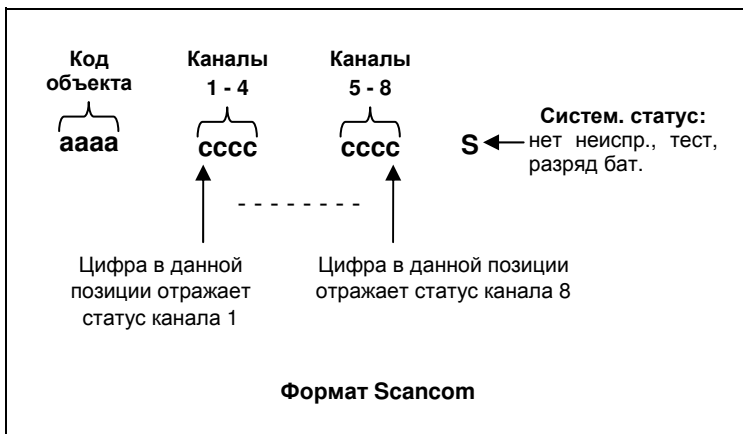 Код объекта
Каналы 1 - 4
Каналы 5 - 8
аааа
сссс
сссс
S
Систем. статус:
нет неиспр., тест,
разряд бат.
- - - - - - - -
Цифра в данной
позиции отражает
статус канала 1
Цифра в данной позиции
отражает статус канала 8
Формат Scancom